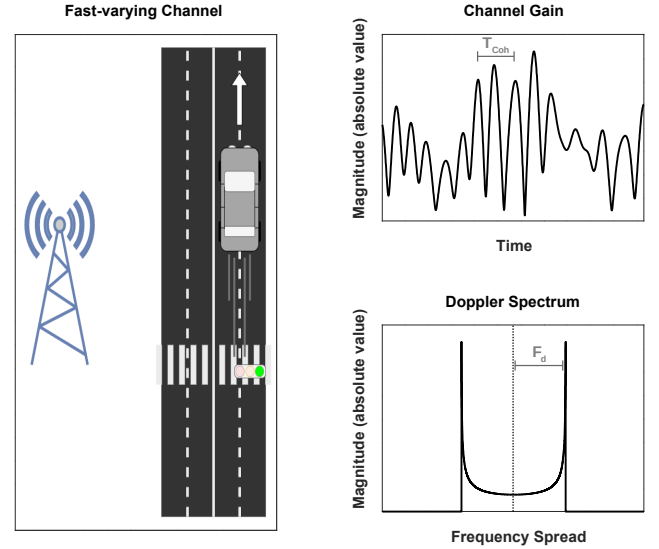 Fast-varying Channel
Channel Gain
Magnitude (absolute value)
T_Coh
Time
Doppler Spectrum
Magnitude (absolute value)
F_d
Frequency Spread